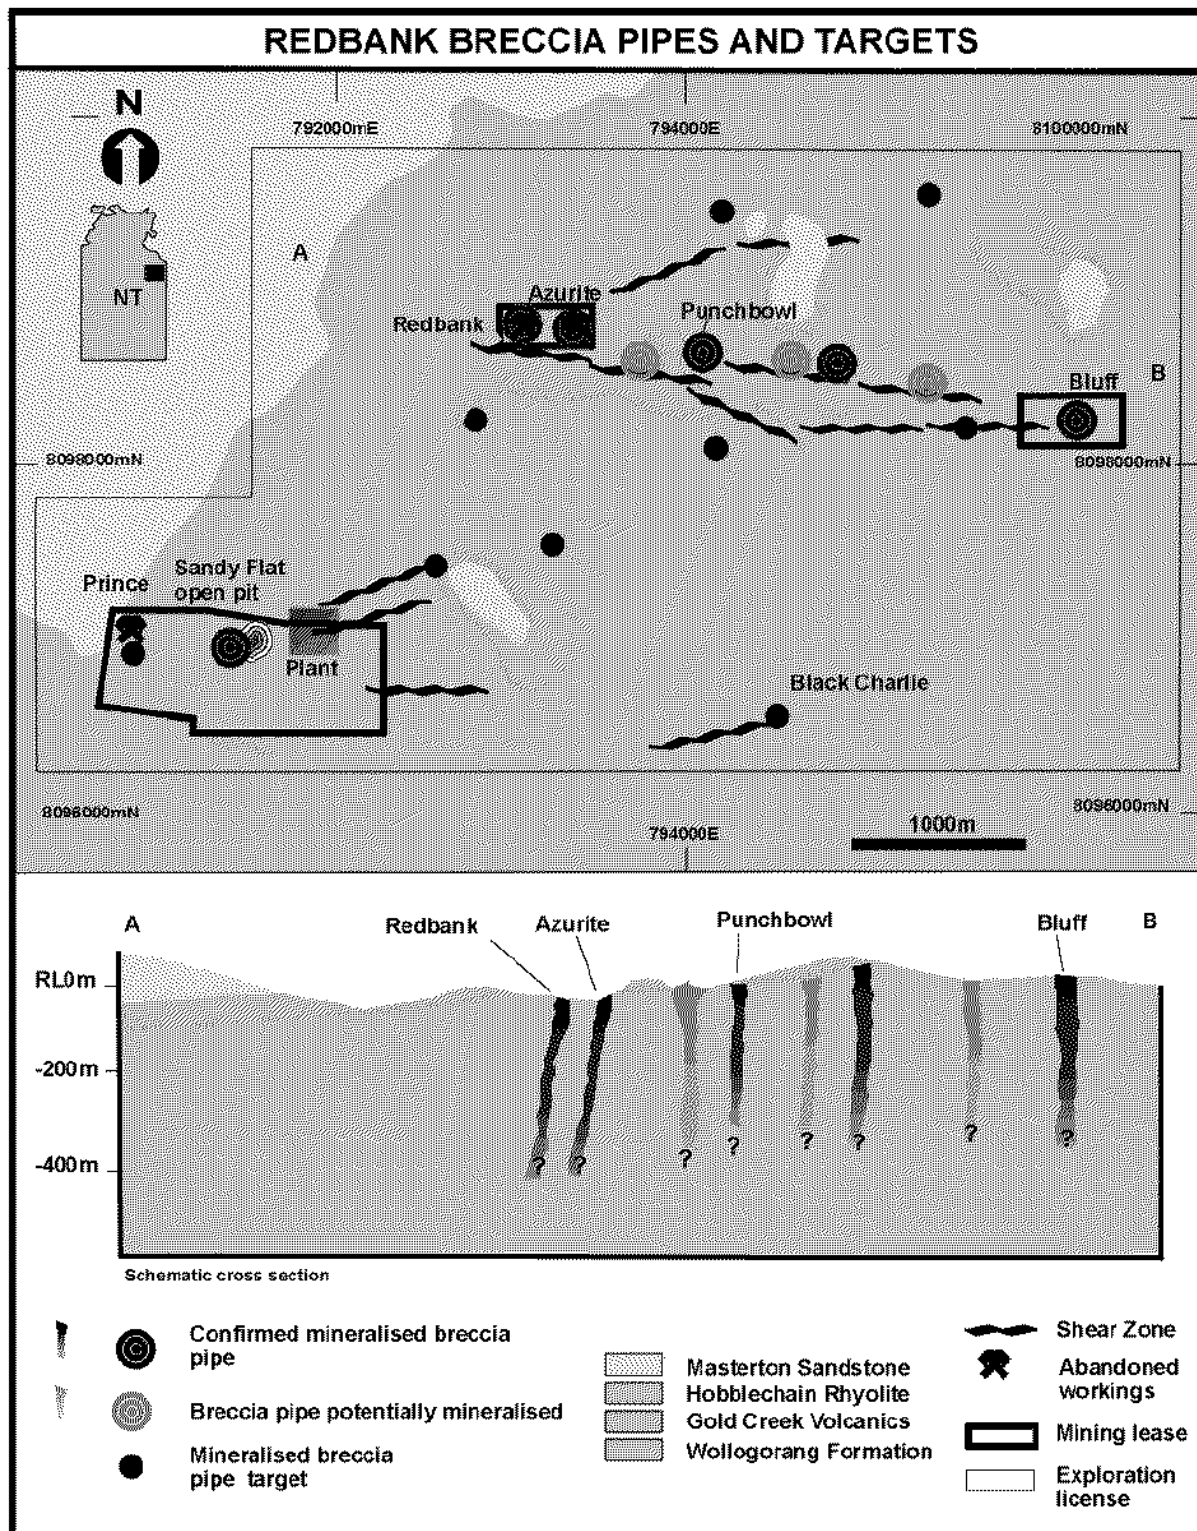 REDBANK BRECCIA PIPES AND TARGETS
N
792000mE
794000E
8100000mN
A
NT
Azurite
Redbank
Punchbowl
B
Bluff
8098000mN
8098000mN
Sandy Flat
open pit
Prince
Plant
Black Charlie
8096000mN
8096000mN
794000E
1000m
A
Redbank
Azurite
Punchbowl
Bluff
B
RL0m
-200m
-400m
?
?
?
?
?
?
?
?
Schematic cross section
Confirmed mineralised breccia
pipe
Breccia pipe potentially mineralised
Mineralised breccia
pipe target
Masterton Sandstone
Hobblechain Rhyolite
Gold Creek Volcanics
Wollogorang Formation
Shear Zone
Abandoned
workings
Mining lease
Exploration
license